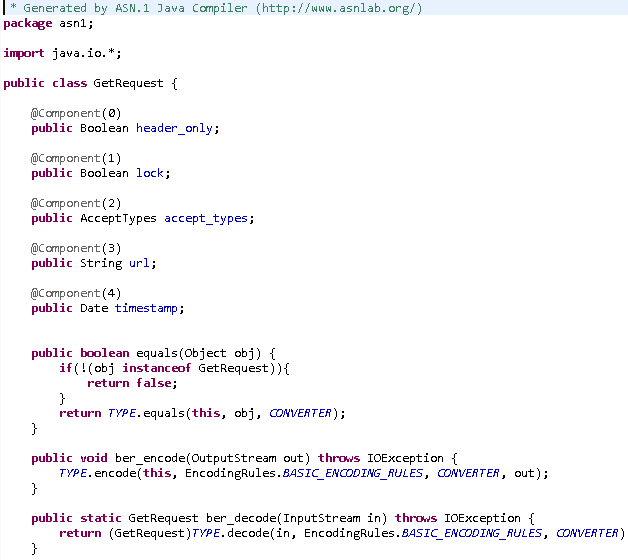 * Generated by ASN.1 Java Compiler (http://www.asnlab.org/)
package asn1;
import java.io.*;
public class GetRequest {
@Component(0)
public Boolean header_only;
@Component(1)
public Boolean lock;
@Component(2)
public AcceptTypes accept_types;
@Component(3)
public String url;
@Component(4)
public Date timestamp;
public boolean equals(Object obj) {
if(!(obj instanceof GetRequest)){
return false;
}
return TYPE.equals(this, obj, CONVERTER);
}
public void ber_encode(OutputStream out) throws IOException {
TYPE.encode(this, EncodingRules.BASIC_ENCODING_RULES, CONVERTER, out);
}
public static GetRequest ber_decode(InputStream in) throws IOException {
return (GetRequest)TYPE.decode(in, EncodingRules.BASIC_ENCODING_RULES, CONVERTER)
}